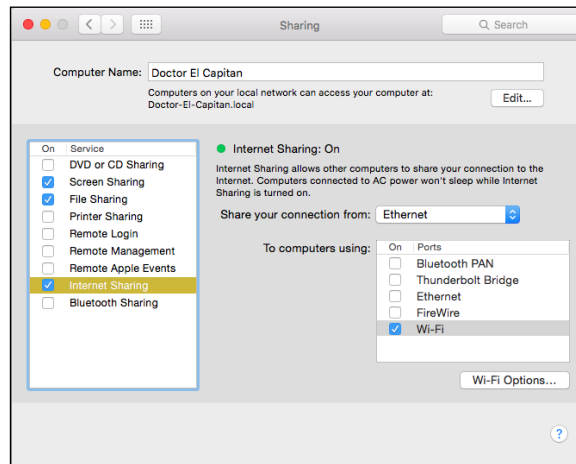 Sharing
Search
Computer Name: Doctor El Capitan
Computers on your local network can access your computer at:
Doctor-El-Capitan.local
Edit...
On Service
DVD or CD Sharing
Screen Sharing
File Sharing
Printer Sharing
Remote Login
Remote Management
Remote Apple Events
Internet Sharing
Bluetooth Sharing
Internet Sharing: On
Internet Sharing allows other computers to share your connection to the
Internet. Computers connected to AC power won't sleep while Internet
Sharing is turned on.
Share your connection from: Ethernet
To computers using:
On Ports
Bluetooth PAN
Thunderbolt Bridge
Ethernet
FireWire
Wi-Fi
Wi-Fi Options...
?